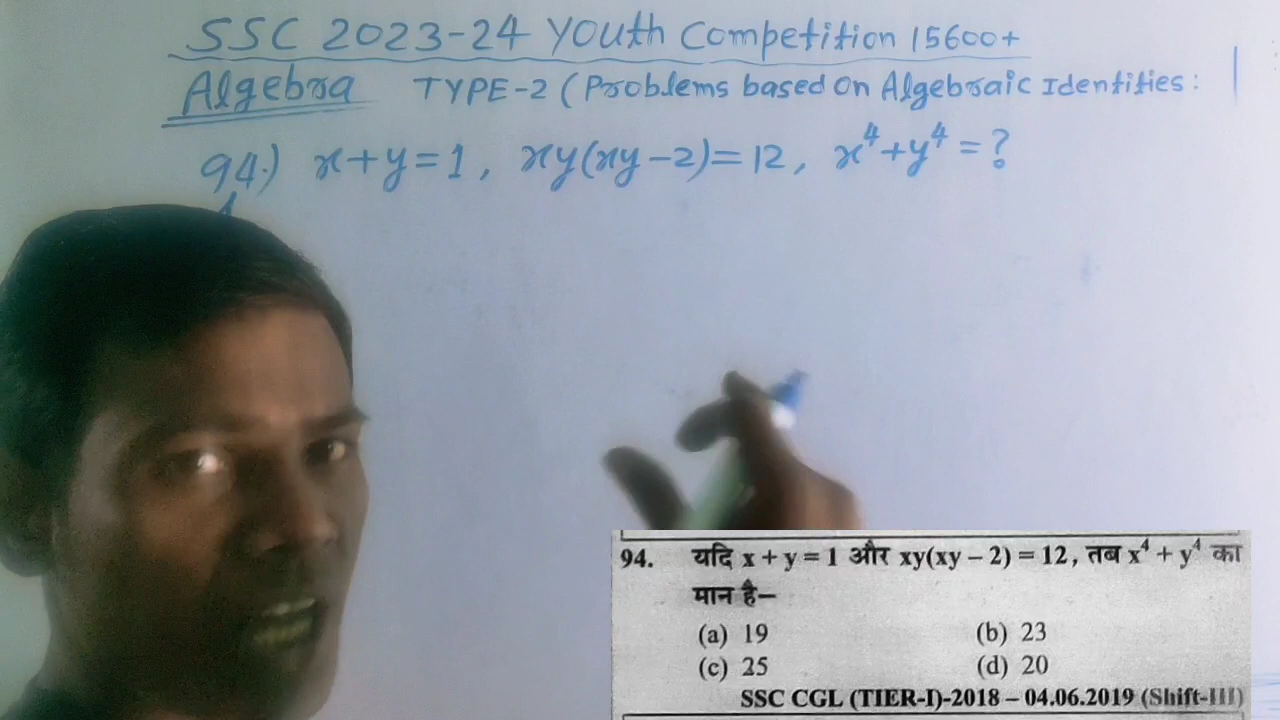 SSC 2023-24 Youth Competition 15600+
Algebra TYPE-2 (Problems based on Algebraic Identities:
94.) x+y=1, xy(xy-2)=12, x⁴+y⁴=?
94. यदि x + y = 1 और xy(xy – 2) = 12, तब x⁴ + y⁴ का
मान है–
(a) 19 (b) 23
(c) 25 (d) 20
SSC CGL (TIER-I)-2018 – 04.06.2019 (Shift-III)